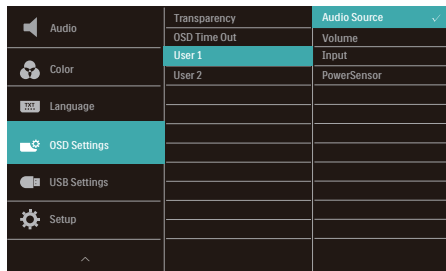 Audio
Color
TXT
Language
OSD Settings
USB Settings
Setup
Transparency
OSD Time Out
User 1
User 2
Audio Source
Volume
Input
PowerSensor